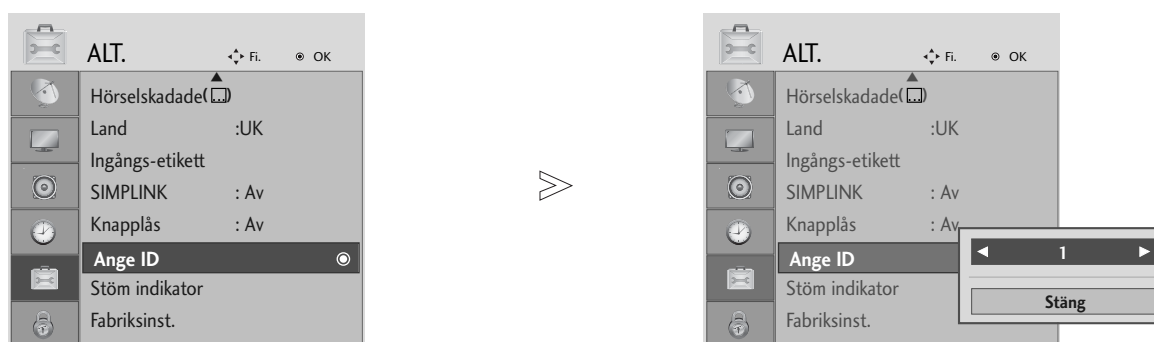 ALT. Fi. OK
Hörselskadade( )
Land :UK
Ingångs-etikett
SIMPLINK : Av
Knapplås : Av
Ange ID
Stöm indikator
Fabriksinst.
ALT. Fi. OK
Hörselskadade( )
Land :UK
Ingångs-etikett
SIMPLINK : Av
Knapplås : Av
Ange ID
1
Stöm indikator
Stäng
Fabriksinst.